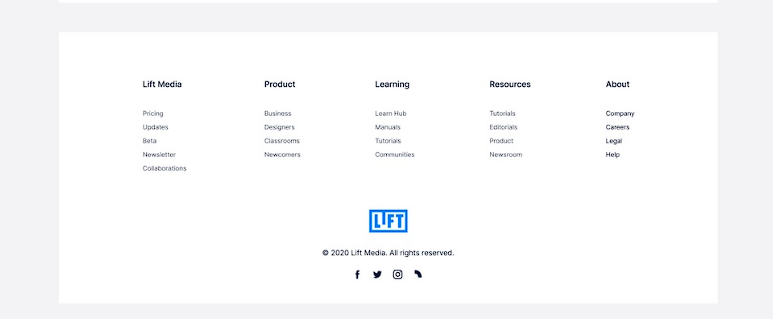 Lift Media
Pricing
Updates
Beta
Newsletter
Collaborations
Product
Business
Designers
Classrooms
Newcomers
Learning
Learn Hub
Manuals
Tutorials
Communities
Resources
Tutorials
Editorials
Product
Newsroom
About
Company
Careers
Legal
Help
LIFT
© 2020 Lift Media. All rights reserved.